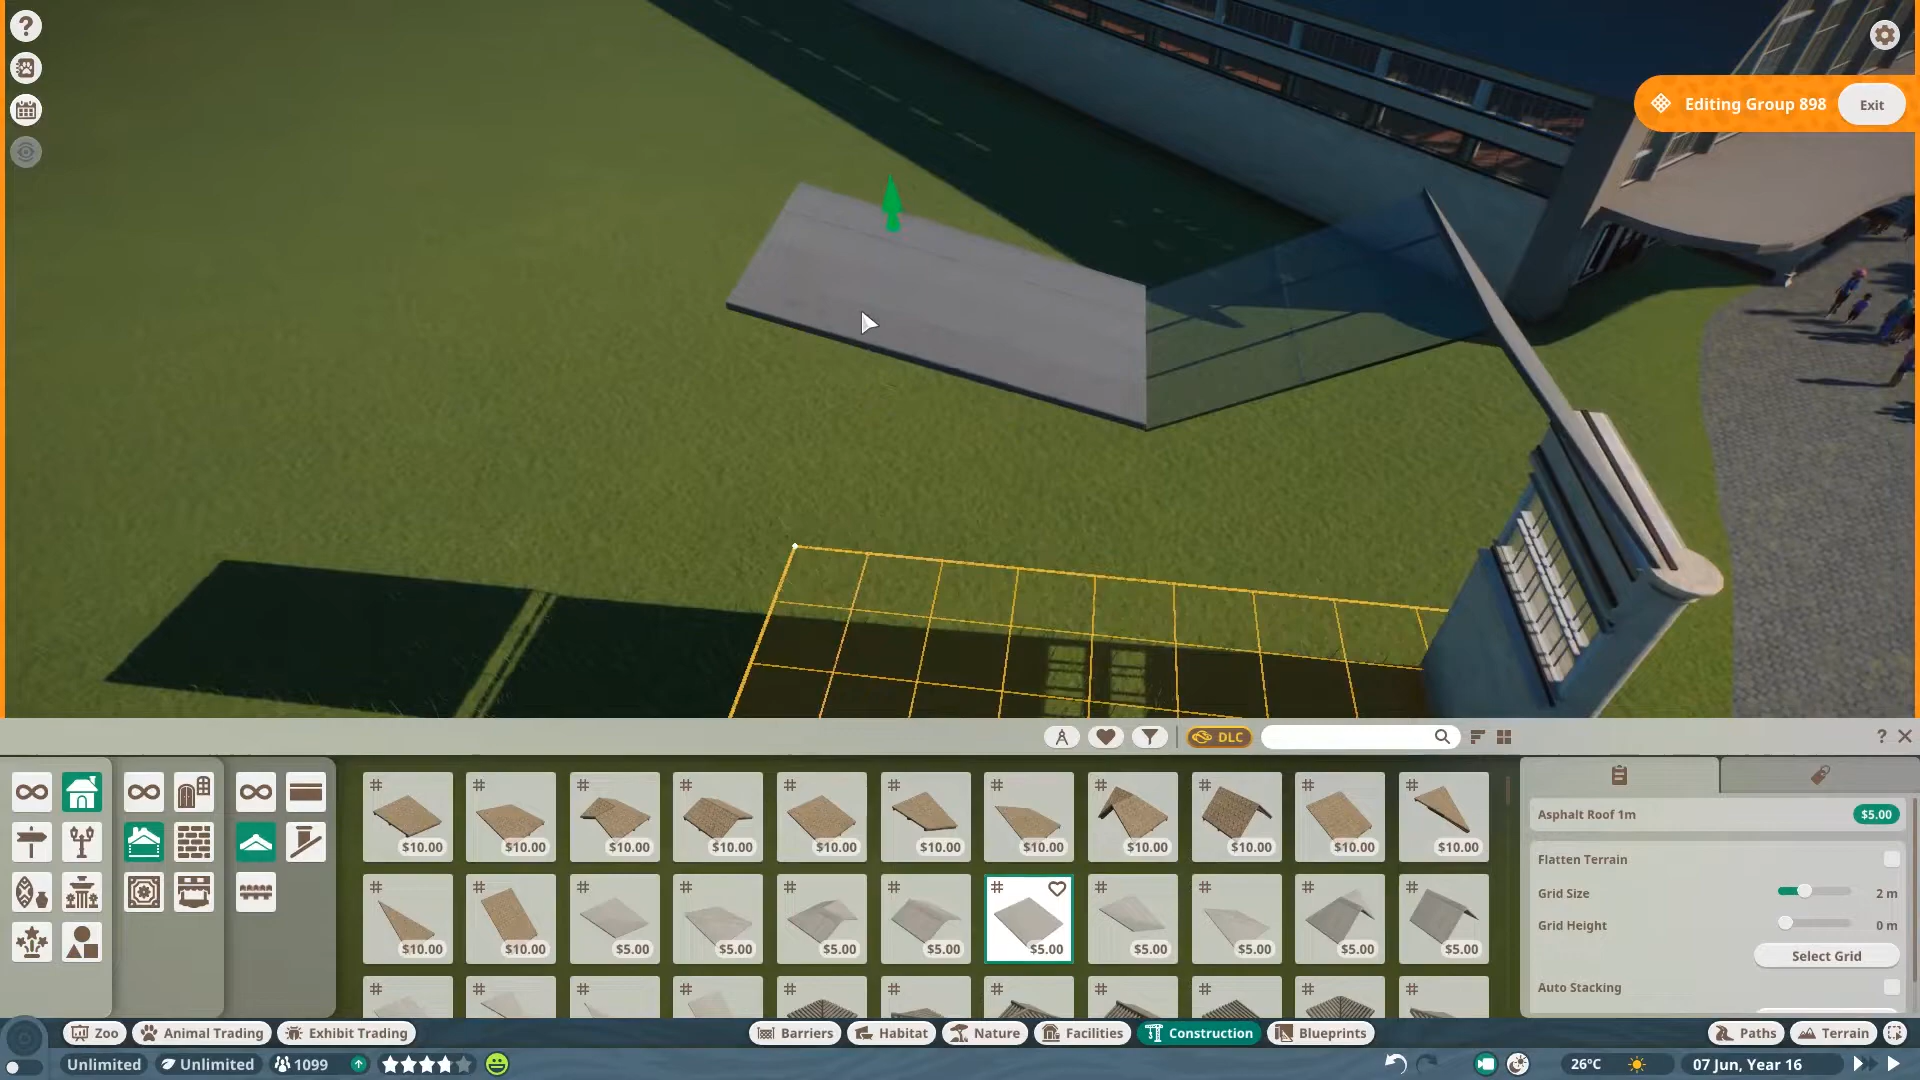 ?
Editing Group 898
Exit
DLC
?
$10.00
$10.00
$10.00
$10.00
$10.00
$10.00
$10.00
$10.00
$10.00
$10.00
$10.00
$10.00
$10.00
$5.00
$5.00
$5.00
$5.00
$5.00
$5.00
$5.00
$5.00
$5.00
Asphalt Roof 1m
$5.00
Flatten Terrain
Grid Size
2 m
Grid Height
0 m
Select Grid
Auto Stacking
Zoo
Animal Trading
Exhibit Trading
Barriers
Habitat
Nature
Facilities
Construction
Blueprints
Paths
Terrain
Unlimited
Unlimited
1099
26°C
07 Jun, Year 16